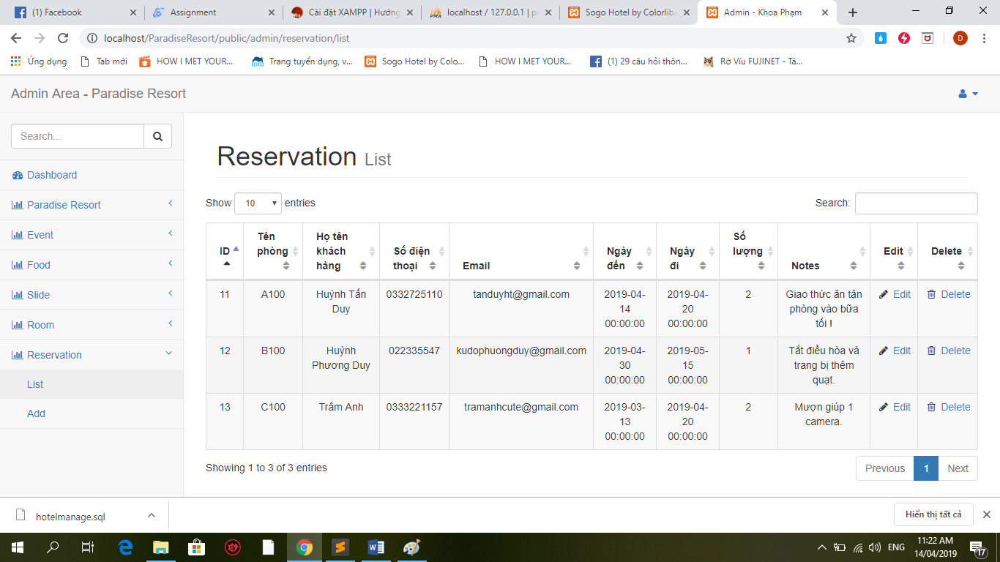 (1) Facebook
Assignment
Cài đặt XAMPP | Hướng
localhost / 127.0.0.1 | pl
Sogo Hotel by Colorlib.
Admin - Khoa Phạm
localhost/ParadiseResort/public/admin/reservation/list
D
Ứng dụng
Tab mới
HOW I MET YOUR...
Trang tuyển dụng, v...
Sogo Hotel by Colo...
HOW I MET YOUR...
(1) 29 câu hỏi thôn...
Rờ Víu FUJINET - Tâ...
Admin Area - Paradise Resort
Search...
Dashboard
Paradise Resort
Event
Food
Slide
Room
Reservation
List
Add
Reservation List
Show 10 entries
Search:
ID
Tên
phòng
Họ tên
khách
hàng
Số điện
thoại
Email
Ngày
đến
Ngày
đi
Số
lượng
Notes
Edit
Delete
11
A100
Huỳnh Tấn
Duy
0332725110
tanduyht@gmail.com
2019-04-
14
00:00:00
2019-04-
20
00:00:00
2
Giao thức ăn tận
phòng vào bữa
tối !
Edit
Delete
12
B100
Huỳnh
Phương Duy
022335547
kudophuongduy@gmail.com
2019-04-
30
00:00:00
2019-05-
15
00:00:00
1
Tắt điều hòa và
trang bị thêm
quạt.
Edit
Delete
13
C100
Trâm Anh
0333221157
tramanhcute@gmail.com
2019-03-
13
00:00:00
2019-04-
20
00:00:00
2
Mượn giúp 1
camera.
Edit
Delete
Showing 1 to 3 of 3 entries
Previous
1
Next
hotelmanage.sql
Hiển thị tất cả
ENG
11:22 AM
14/04/2019
17